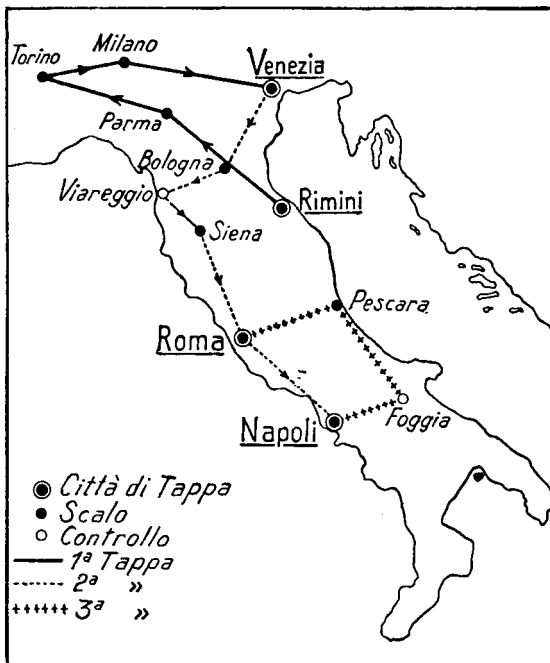 Milano
Torino
Venezia
Parma
Bologna
Viareggio
Rimini
Siena
Pescara
Roma
Foggia
Napoli
Città di Tappa
Scalo
Controllo
1ª Tappa
2ª »
3ª »